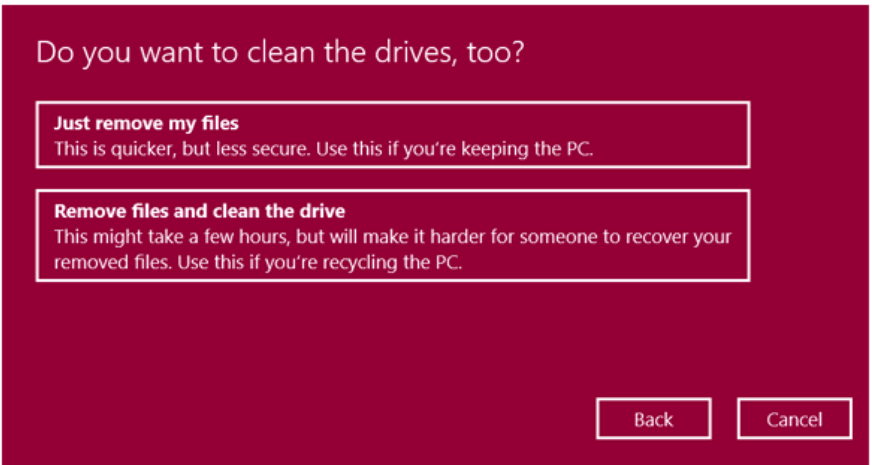 Do you want to clean the drives, too?
Just remove my files
This is quicker, but less secure. Use this if you're keeping the PC.
Remove files and clean the drive
This might take a few hours, but will make it harder for someone to recover your
removed files. Use this if you're recycling the PC.
Back
Cancel